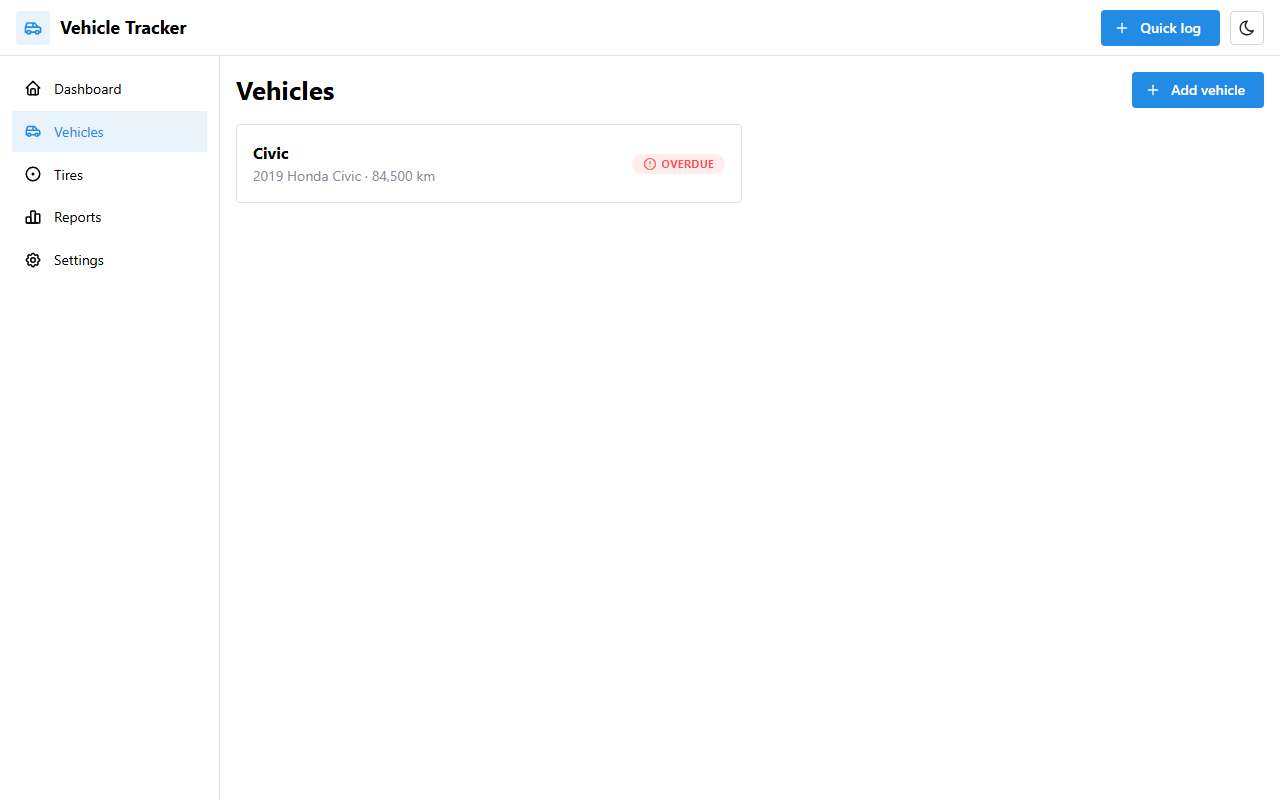 Vehicle Tracker
Quick log
Dashboard
Vehicles
Tires
Reports
Settings
Vehicles
Add vehicle
Civic
2019 Honda Civic · 84,500 km
OVERDUE